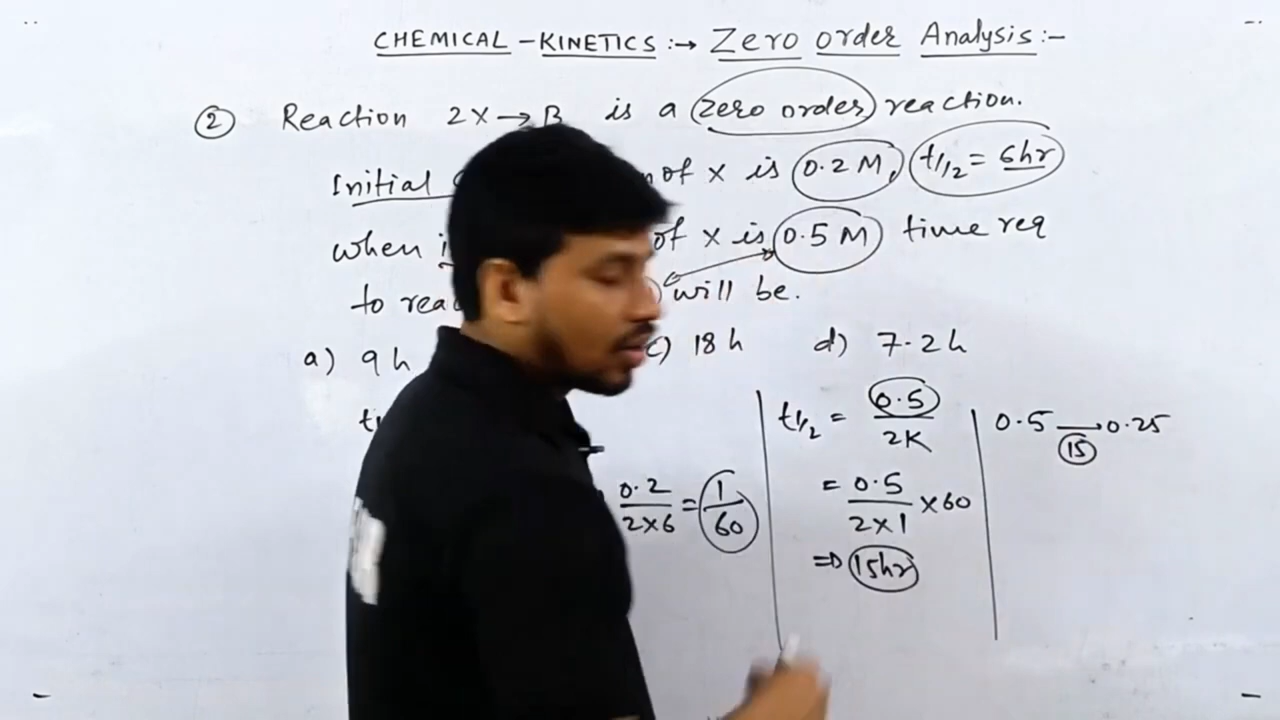 CHEMICAL - KINETICS :→ Zero order Analysis :-
② Reaction 2X → B is a zero order reaction.
Initial of X is 0.2 M, t1/2 = 6hr
when of X is 0.5 M time req
to will be.
a) 9 h c) 18 h d) 7.2 h
t1/2 = 0.5/2K
0.5 → 0.25
15
0.2/2×6 = 1/60
= 0.5/2×1 ×60
⇒ 15hr